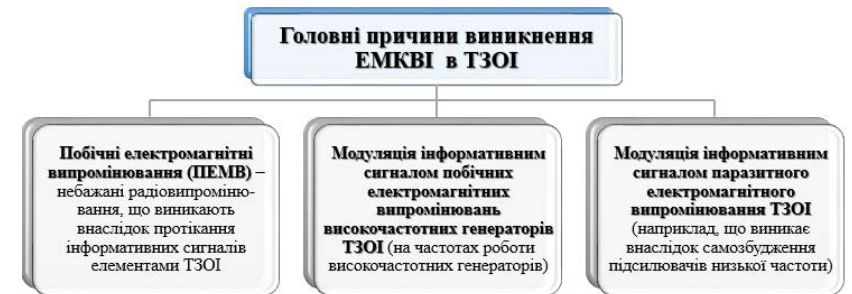 Головні причини виникнення
ЕМКВІ в ТЗОІ
Побічні електромагнітні
випромінювання (ПЕМВ) –
небажані радіовипроміню-
вання, що виникають
внаслідок протікання
інформативних сигналів
елементами ТЗОІ
Модуляція інформативним
сигналом побічних
електромагнітних
випромінювань
високочастотних генераторів
ТЗОІ (на частотах роботи
високочастотних генераторів)
Модуляція інформативним
сигналом паразитного
електромагнітного
випромінювання ТЗОІ
(наприклад, що виникає
внаслідок самозбудження
підсилювачів низької частоти)